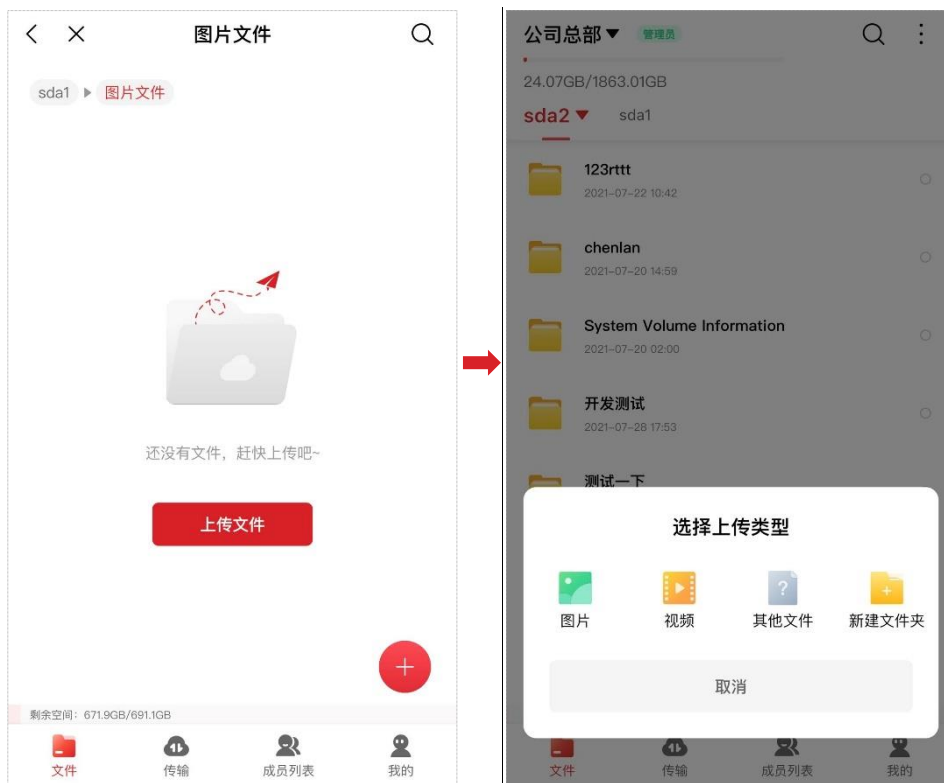 图片文件
sda1 图片文件
还没有文件，赶快上传吧~
上传文件
剩余空间：671.9GB/691.1GB
文件 传输 成员列表 我的
公司总部 管理员
24.07GB/1863.01GB
sda2 sda1
123rttt
2021-07-22 10:42
chenlan
2021-07-20 14:59
System Volume Information
2021-07-20 02:00
开发测试
2021-07-28 17:53
测试一下
选择上传类型
图片 视频 其他文件 新建文件夹
取消
文件 传输 成员列表 我的